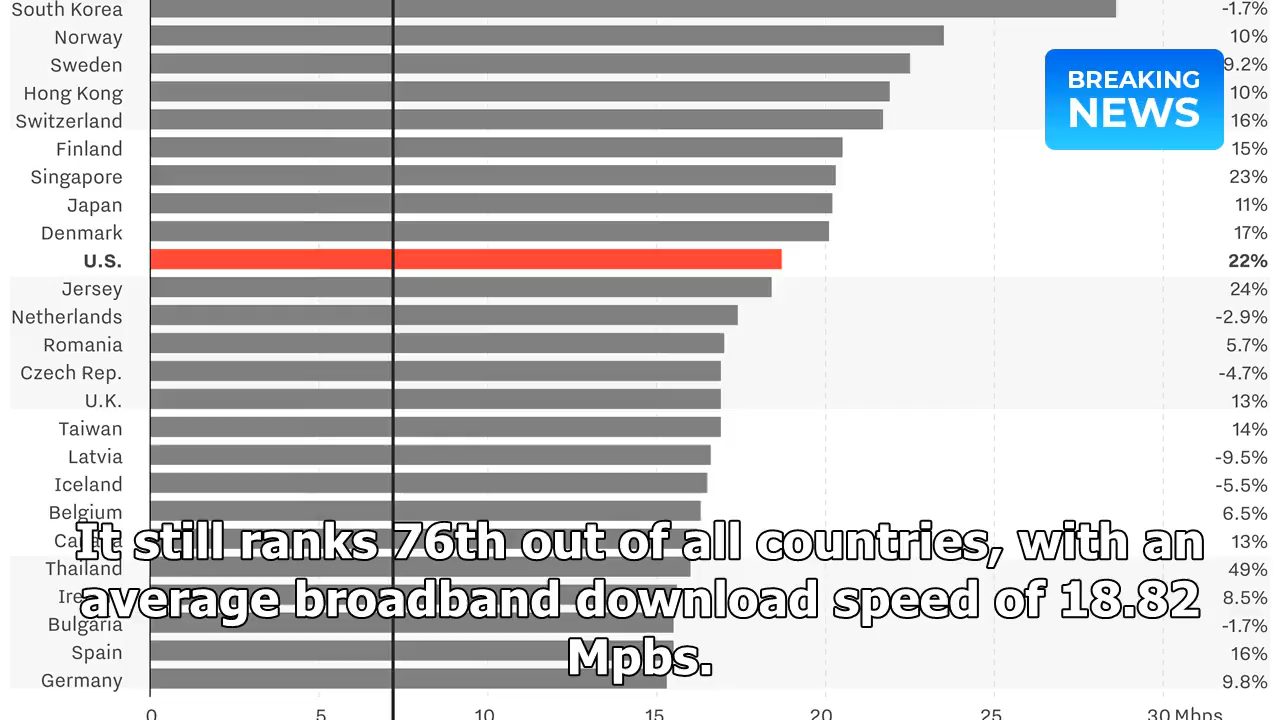 South Korea -1.7%
Norway 10%
Sweden 9.2%
Hong Kong 10%
Switzerland 16%
BREAKING
NEWS
Finland 15%
Singapore 23%
Japan 11%
Denmark 17%
U.S. 22%
Jersey 24%
Netherlands -2.9%
Romania 5.7%
Czech Rep. -4.7%
U.K. 13%
Taiwan 14%
Latvia -9.5%
Iceland -5.5%
Belgium 6.5%
13%
It still ranks 76th out of all countries, with an
Thailand 49%
8.5%
average broadband download speed of 18.82
Bulgaria -1.7%
Spain 16%
Mpbs.
Germany 9.8%
0 5 10 15 20 25 30 Mbps